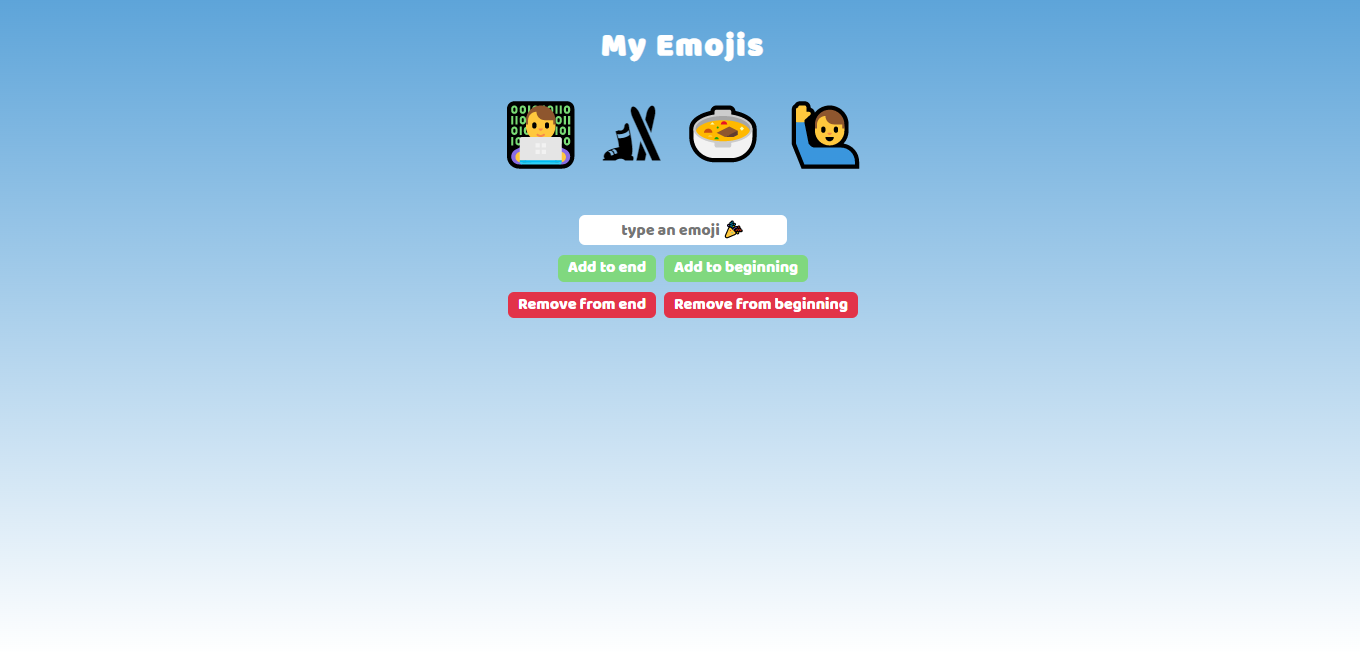 My Emojis
type an emoji 🎉
Add to end Add to beginning
Remove from end Remove from beginning